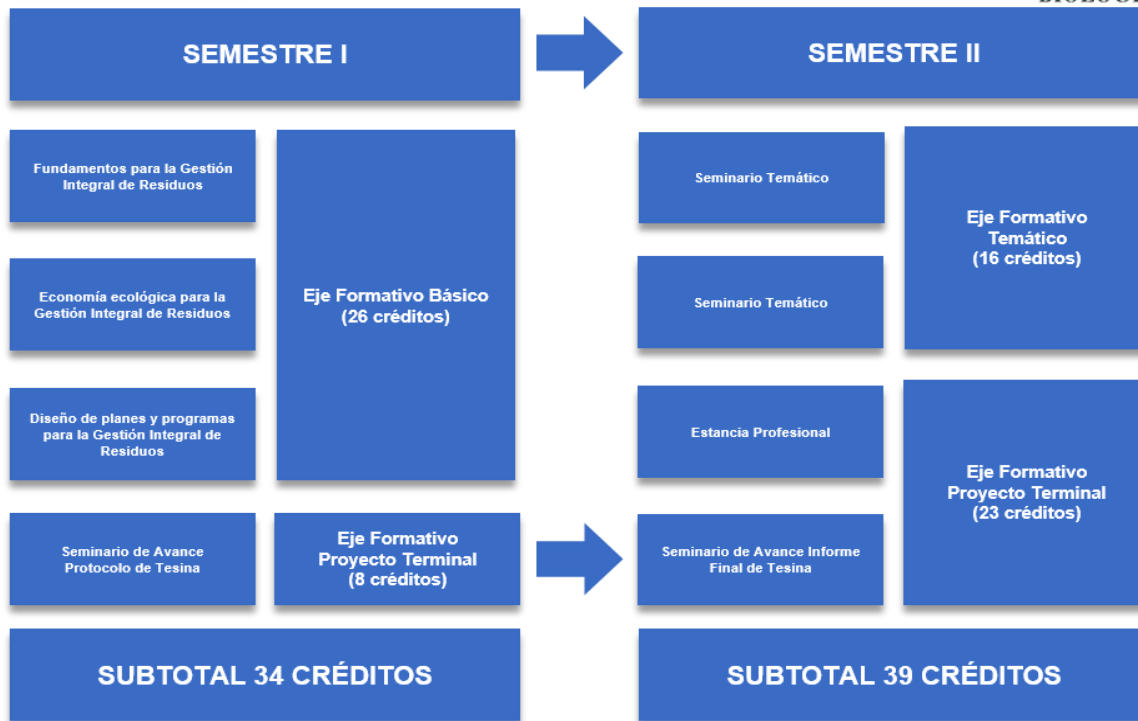 SEMESTRE I
SEMESTRE II
Fundamentos para la Gestión
Integral de Residuos
Economía ecológica para la
Gestión Integral de Residuos
Diseño de planes y programas
para la Gestión Integral de
Residuos
Eje Formativo Básico
(26 créditos)
Seminario de Avance
Protocolo de Tesina
Eje Formativo
Proyecto Terminal
(8 créditos)
Seminario Temático
Seminario Temático
Eje Formativo
Temático
(16 créditos)
Estancia Profesional
Seminario de Avance Informe
Final de Tesina
Eje Formativo
Proyecto Terminal
(23 créditos)
SUBTOTAL 34 CRÉDITOS
SUBTOTAL 39 CRÉDITOS